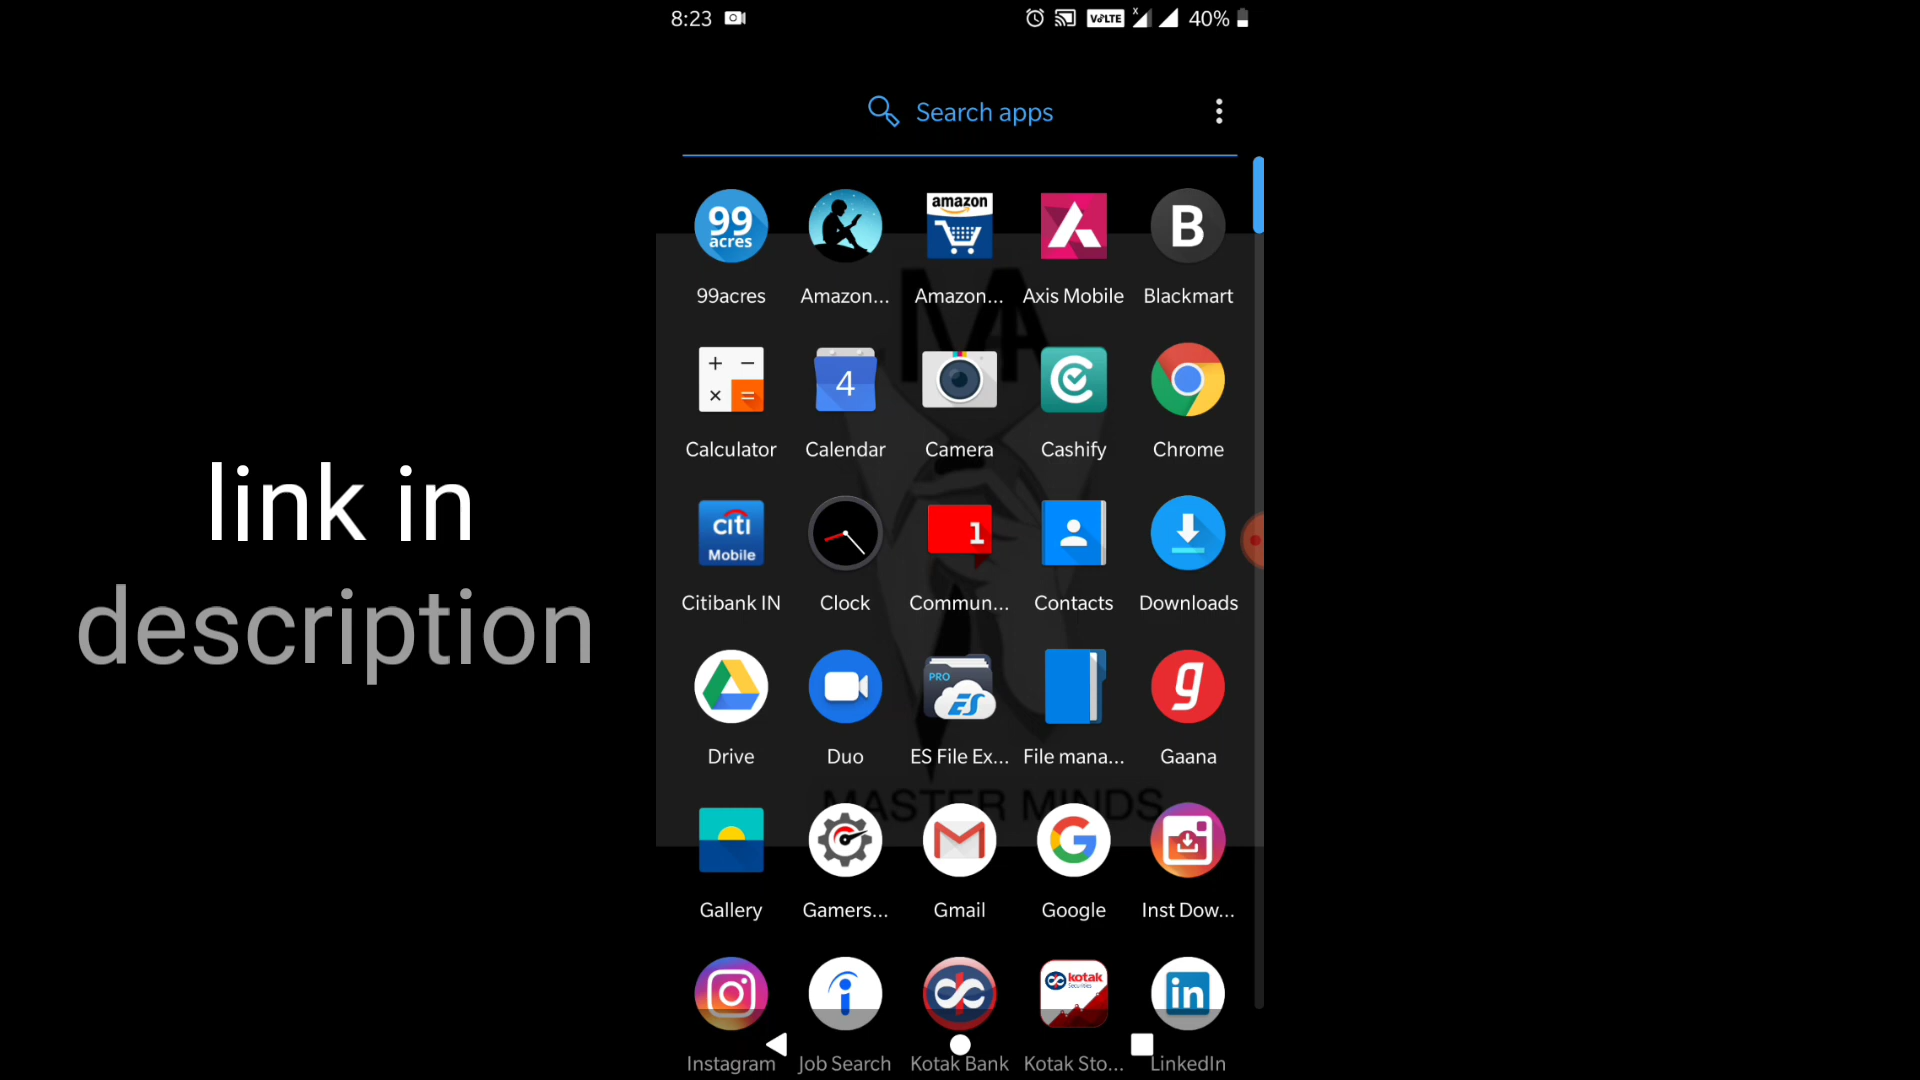 8:23
VoLTE
x
40%
Search apps
99
acres
amazon
B
99acres
Amazon...
Amazon...
Axis Mobile
Blackmart
4
Calculator
Calendar
Camera
Cashify
Chrome
link in
description
citi
Mobile
1
Citibank IN
Clock
Commun...
Contacts
Downloads
PRO
ES
g
Drive
Duo
ES File Ex...
File mana...
Gaana
MASTER MINDS
M
G
Gallery
Gamers...
Gmail
Google
Inst Dow...
kotak
Securities
in
Instagram
Job Search
Kotak Bank
Kotak Sto...
LinkedIn